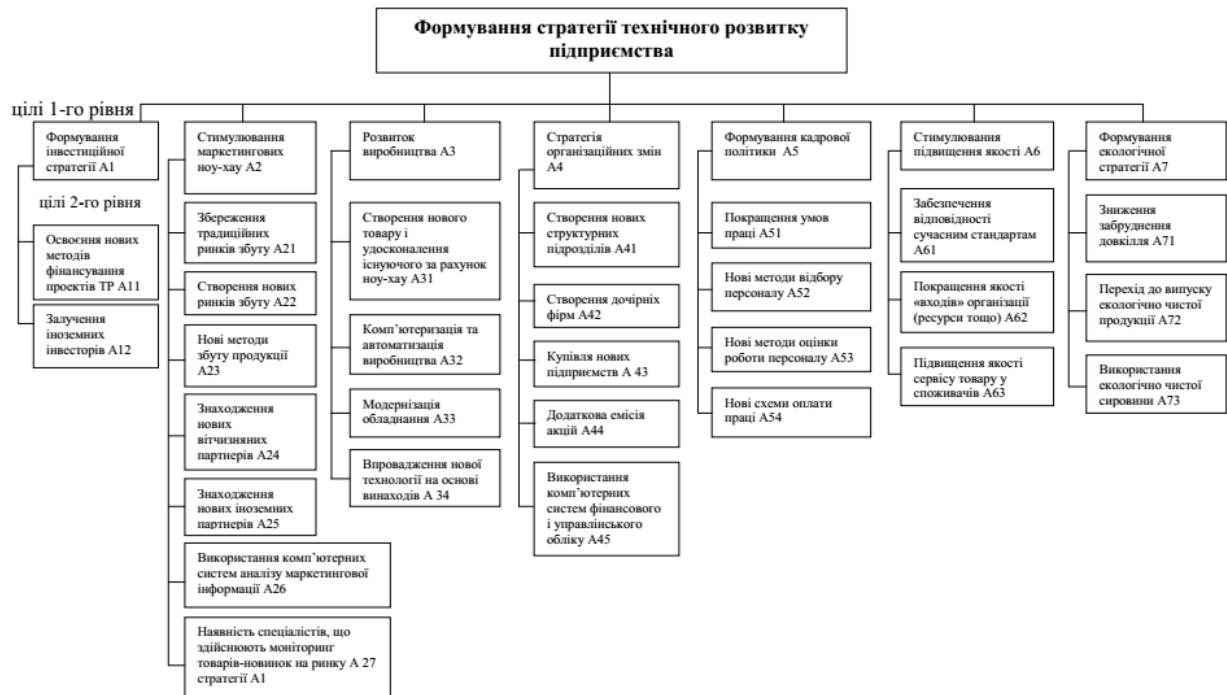 Формування стратегії технічного розвитку
підприємства
цілі 1-го рівня
Формування
інвестиційної
стратегії А1
цілі 2-го рівня
Освоєння нових
методів
фінансування
проектів ТР А11
Залучення
іноземних
інвесторів А12
Стимулювання
маркетингових
ноу-хау А2
Збереження
традиційних
ринків збуту А21
Створення нових
ринків збуту А22
Нові методи
збуту продукції
А23
Знаходження
нових
вітчизняних
партнерів А24
Знаходження
нових іноземних
партнерів А25
Використання комп’ютерних
систем аналізу маркетингової
інформації А26
Наявність спеціалістів, що
здійснюють моніторинг
товарів-новинок на ринку А 27
стратегії А1
Розвиток
виробництва А3
Створення нового
товару і
удосконалення
існуючого за рахунок
ноу-хау А31
Комп’ютеризація та
автоматизація
виробництва А32
Модернізація
обладнання А33
Впровадження нової
технології на основі
винаходів А 34
Стратегія
організаційних змін
А4
Створення нових
структурних
підрозділів А41
Створення дочірніх
фірм А42
Купівля нових
підприємств А 43
Додаткова емісія
акцій А44
Використання
комп’ютерних
систем фінансового
і управлінського
обліку А45
Формування кадрової
політики А5
Покращення умов
праці А51
Нові методи відбору
персоналу А52
Нові методи оцінки
роботи персоналу А53
Нові схеми оплати
праці А54
Стимулювання
підвищення якості А6
Забезпечення
відповідності
сучасним стандартам
А61
Покращення якості
«входів» організації
(ресурси тощо) А62
Підвищення якості
сервісу товару у
споживачів А63
Формування
екологічної
стратегії А7
Зниження
забруднення
довкілля А71
Перехід до випуску
екологічно чистої
продукції А72
Використання
екологічно чистої
сировини А73